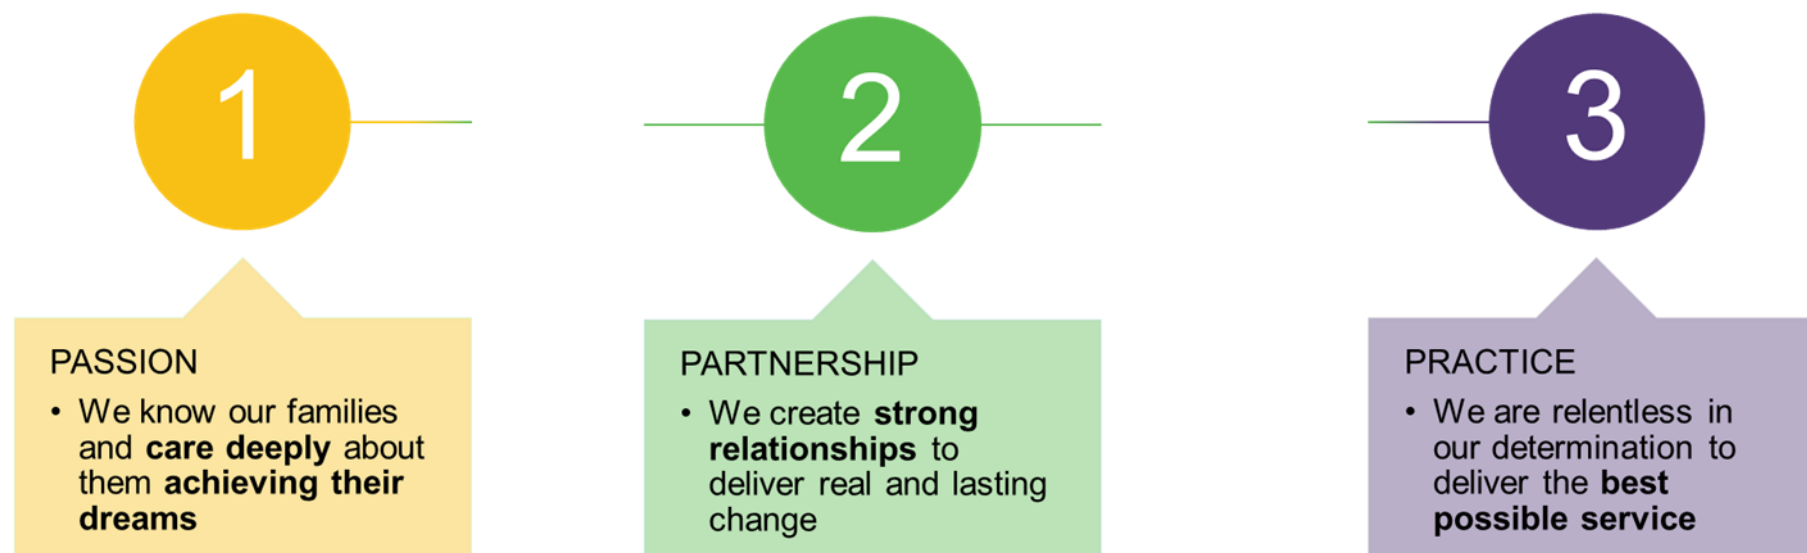 1
PASSION
• We know our families
and care deeply about
them achieving their
dreams
2
PARTNERSHIP
• We create strong
relationships to
deliver real and lasting
change
3
PRACTICE
• We are relentless in
our determination to
deliver the best
possible service